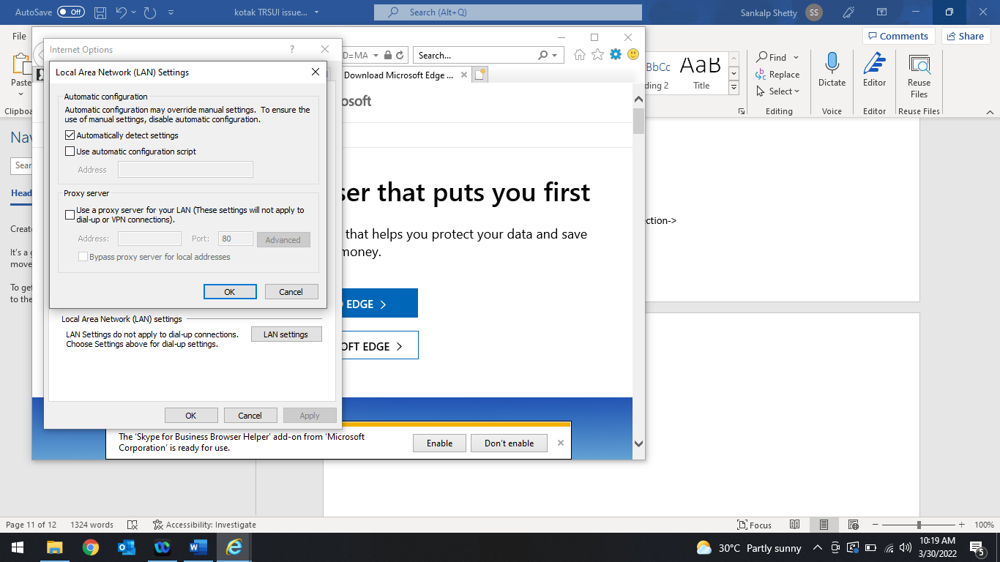 AutoSave Off kotak TRSUI issue... Search (Alt+Q) Sankalp Shetty SS
File Comments Share
Paste
Clipboa
Find
Replace
Select
Editing
Dictate
Voice
Editor
Editor
Reuse
Files
Reuse Files
BbCc
ding 2
AaB
Title
Nav
Sear
Head
Create
It's a g
move
To get
to the
Internet Options ?
D=MA Search...
Download Microsoft Edge ...
osoft
ser that puts you first
that helps you protect your data and save
money.
EDGE
OFT EDGE
Local Area Network (LAN) Settings
Automatic configuration
Automatic configuration may override manual settings. To ensure the
use of manual settings, disable automatic configuration.
Automatically detect settings
Use automatic configuration script
Address
Proxy server
Use a proxy server for your LAN (These settings will not apply to
dial-up or VPN connections).
Address: Port: 80 Advanced
Bypass proxy server for local addresses
OK Cancel
Local Area Network (LAN) settings
LAN Settings do not apply to dial-up connections.
Choose Settings above for dial-up settings.
LAN settings
OK Cancel Apply
The 'Skype for Business Browser Helper' add-on from 'Microsoft
Corporation' is ready for use.
Enable Don't enable
ction->
Page 11 of 12 1324 words Accessibility: Investigate Focus 100%
30°C Partly sunny
10:19 AM
3/30/2022
5